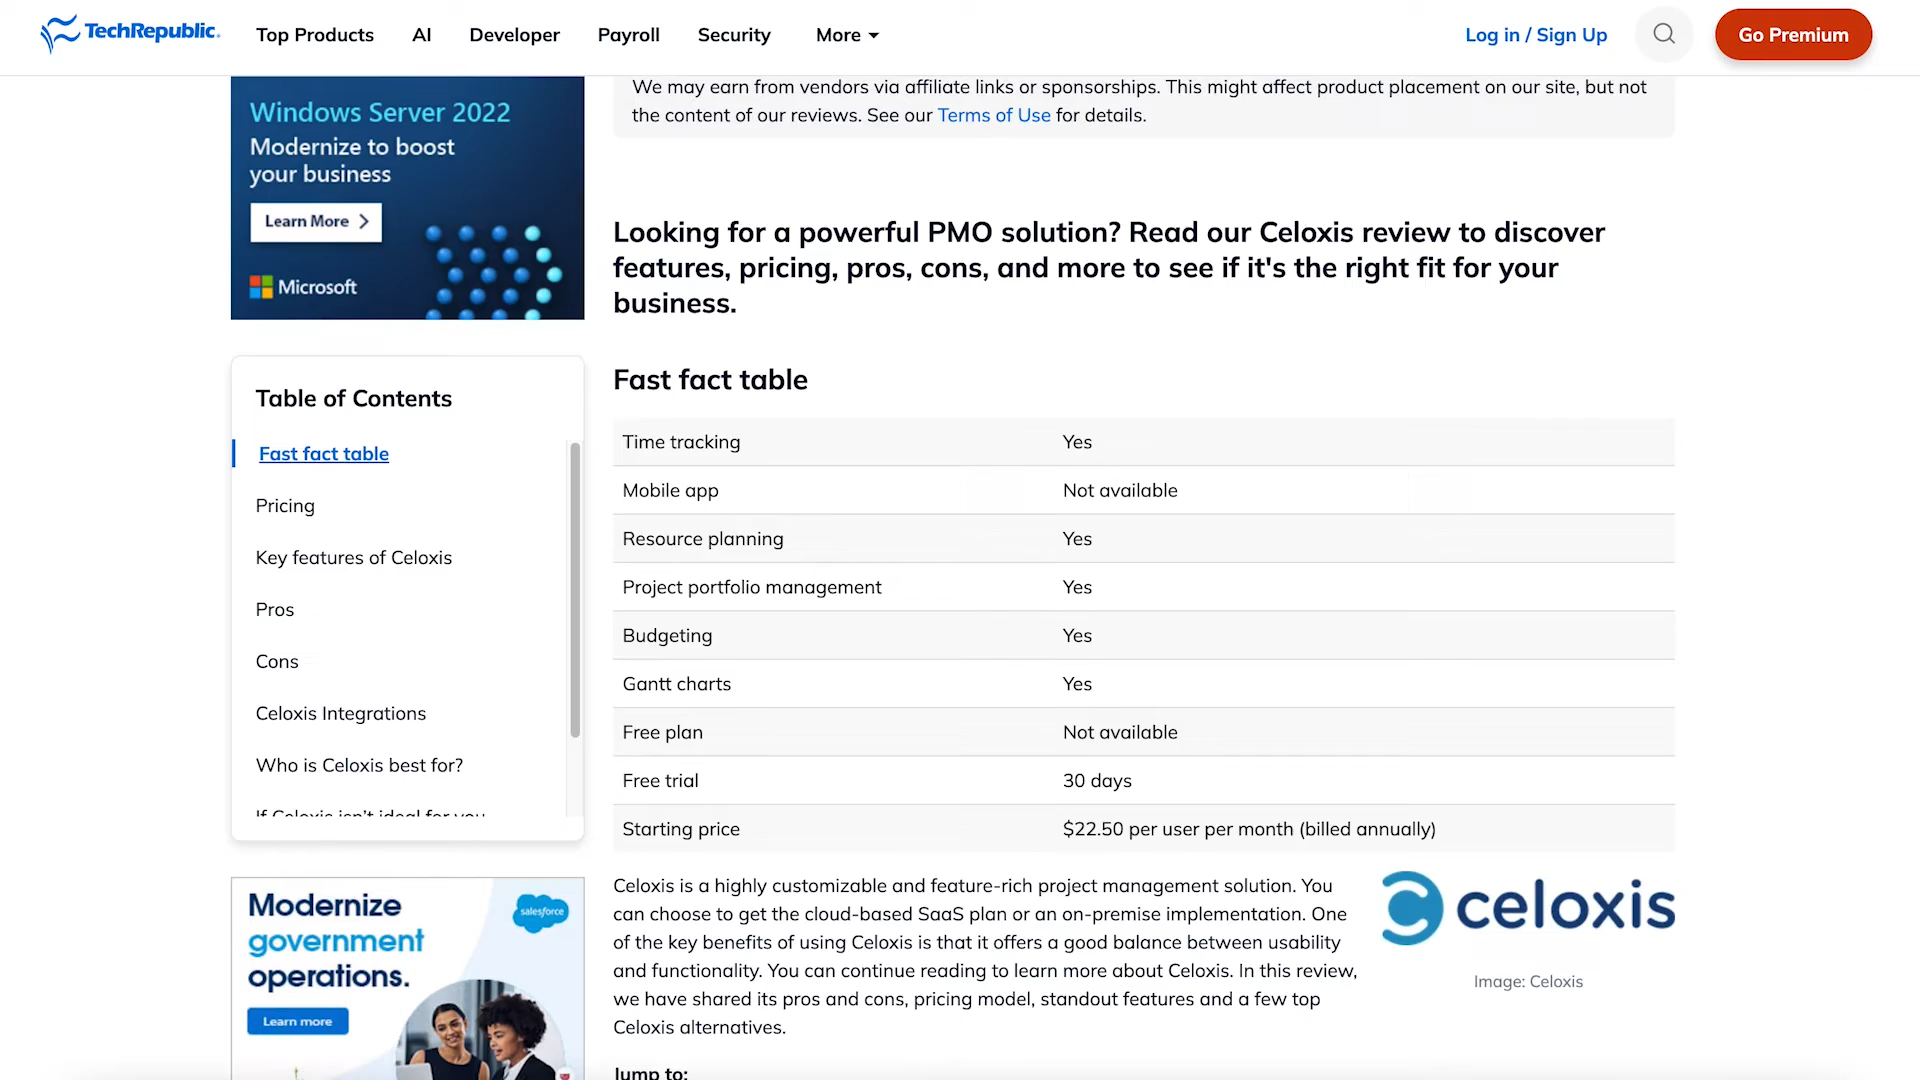 TechRepublic.
Top Products
AI
Developer
Payroll
Security
More
Log in / Sign Up
Go Premium
Windows Server 2022
Modernize to boost
your business
Learn More
Microsoft
Table of Contents
Fast fact table
Pricing
Key features of Celoxis
Pros
Cons
Celoxis Integrations
Who is Celoxis best for?
If Celoxis isn't ideal for you
Modernize
government
operations.
salesforce
Learn more
We may earn from vendors via affiliate links or sponsorships. This might affect product placement on our site, but not
the content of our reviews. See our Terms of Use for details.
Looking for a powerful PMO solution? Read our Celoxis review to discover
features, pricing, pros, cons, and more to see if it's the right fit for your
business.
Fast fact table
Time tracking Yes
Mobile app Not available
Resource planning Yes
Project portfolio management Yes
Budgeting Yes
Gantt charts Yes
Free plan Not available
Free trial 30 days
Starting price $22.50 per user per month (billed annually)
Celoxis is a highly customizable and feature-rich project management solution. You
can choose to get the cloud-based SaaS plan or an on-premise implementation. One
of the key benefits of using Celoxis is that it offers a good balance between usability
and functionality. You can continue reading to learn more about Celoxis. In this review,
we have shared its pros and cons, pricing model, standout features and a few top
Celoxis alternatives.
celoxis
Image: Celoxis
Jump to: